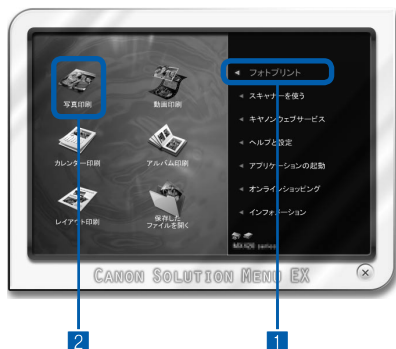 写真印刷
動画印刷
カレンダー印刷
アルバム印刷
レイアウト印刷
保存した
ファイルを開く
フォトプリント
スキャナーを使う
キヤノンウェブサービス
ヘルプと設定
アプリケーションの起動
オンラインショッピング
インフォメーション
series
CANON SOLUTION MENU EX
2
1